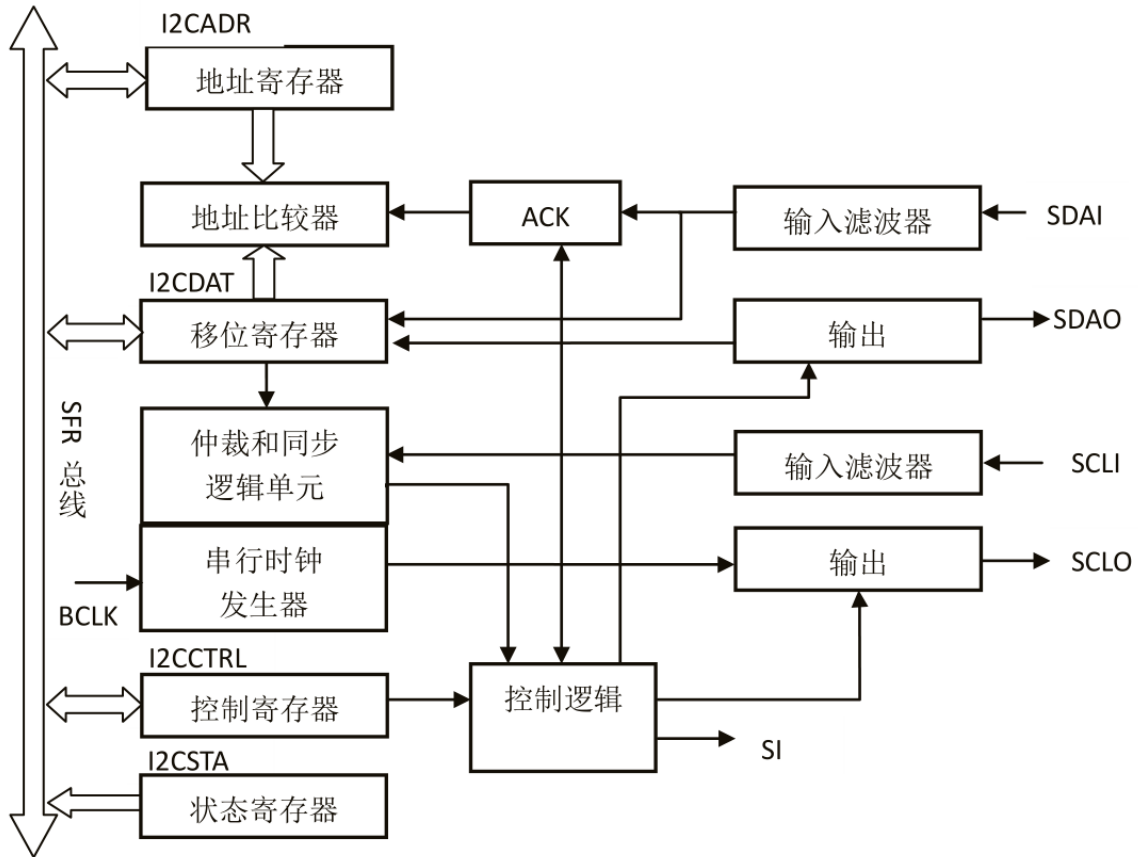 I2CADR
地址寄存器
地址比较器
ACK
输入滤波器
SDAI
I2CDAT
移位寄存器
输出
SDAO
SFR 总线
仲裁和同步
逻辑单元
输入滤波器
SCLI
串行时钟
发生器
BCLK
输出
SCLO
I2CCTRL
控制寄存器
控制逻辑
SI
I2CSTA
状态寄存器